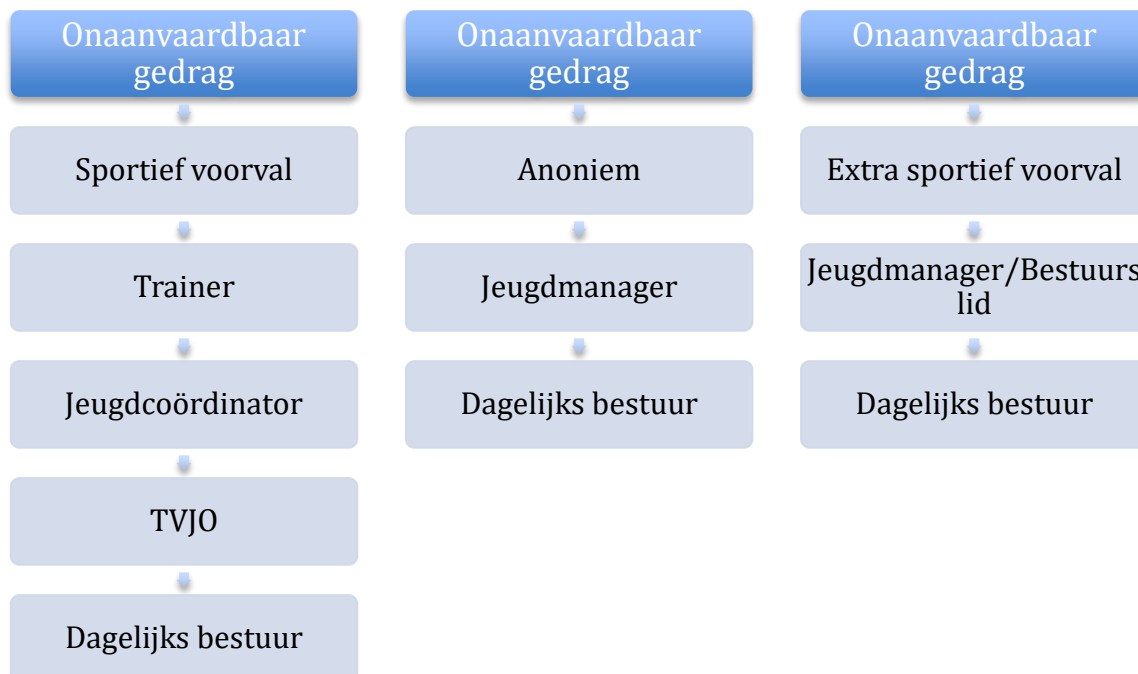 Onaanvaardbaar
gedrag
Sportief voorval
Trainer
Jeugdcoördinator
TVJO
Dagelijks bestuur
Onaanvaardbaar
gedrag
Anoniem
Jeugdmanager
Dagelijks bestuur
Onaanvaardbaar
gedrag
Extra sportief voorval
Jeugdmanager/Bestuurs
lid
Dagelijks bestuur